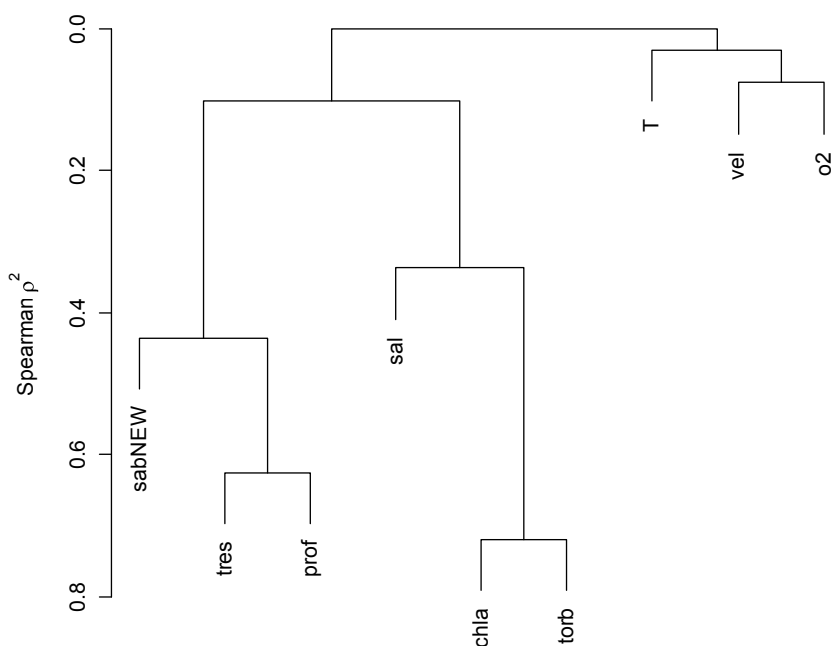 Spearman ρ²
0.0
0.2
0.4
0.6
0.8
sabNEW
tres
prof
sal
chla
torb
T
vel
o2